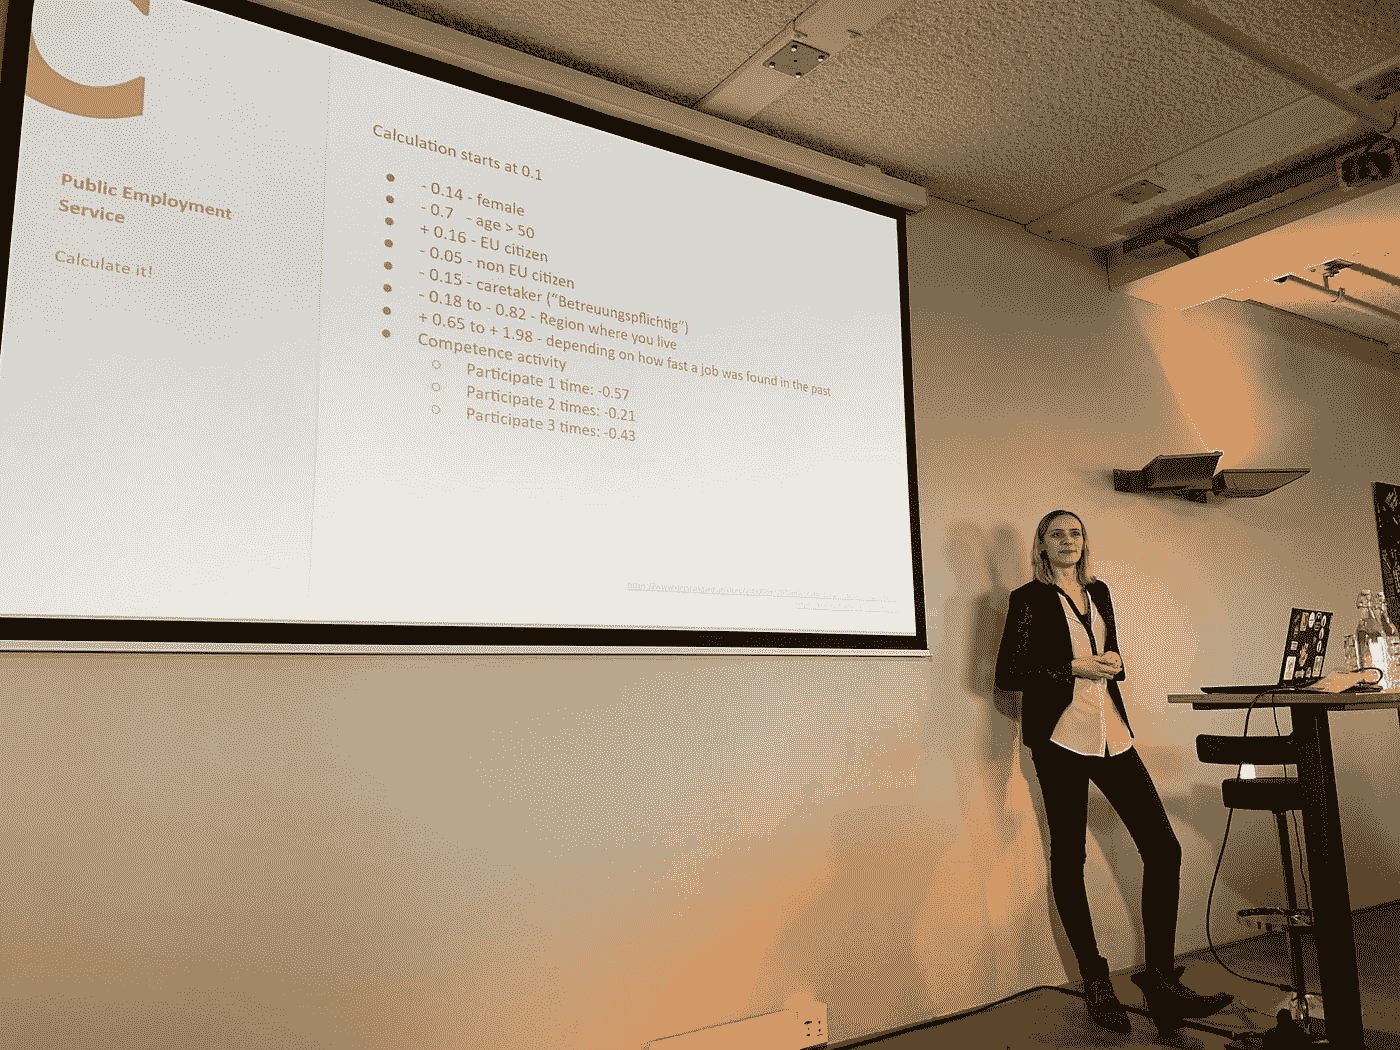 Public Employment
Service
Calculate it!
Calculation starts at 0.1
- 0.14 - female
- 0.7 - age > 50
+ 0.16 - EU citizen
- 0.05 - non EU citizen
- 0.15 - caretaker ("Betreuungspflichtig")
- 0.18 to - 0.82 - Region where you live
+ 0.65 to + 1.98 - depending on how fast a job was found in the past
Competence activity
Participate 1 time: -0.57
Participate 2 times: -0.21
Participate 3 times: -0.43